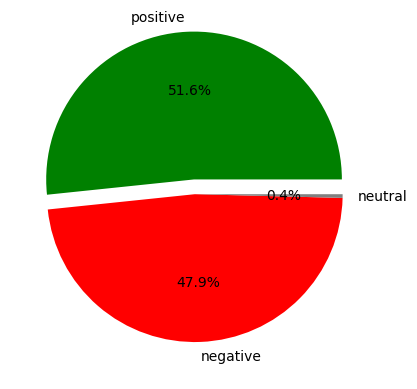 positive
51.6%
0.4%
neutral
47.9%
negative